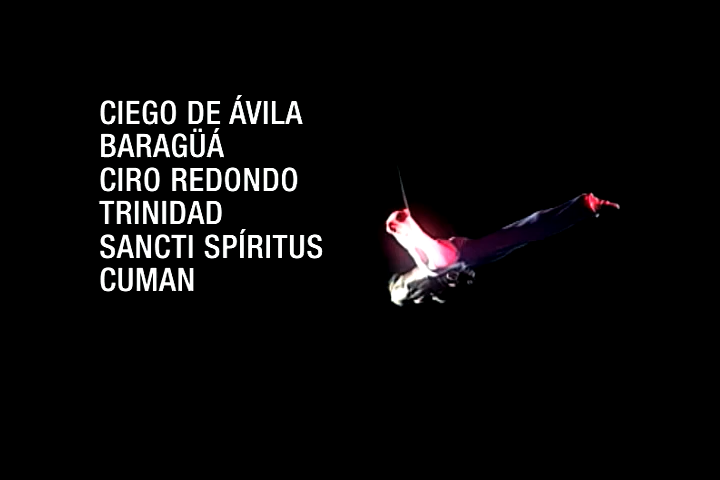 CIEGO DE ÁVILA
BARAGÜÁ
CIRO REDONDO
TRINIDAD
SANCTI SPÍRITUS
CUMAN